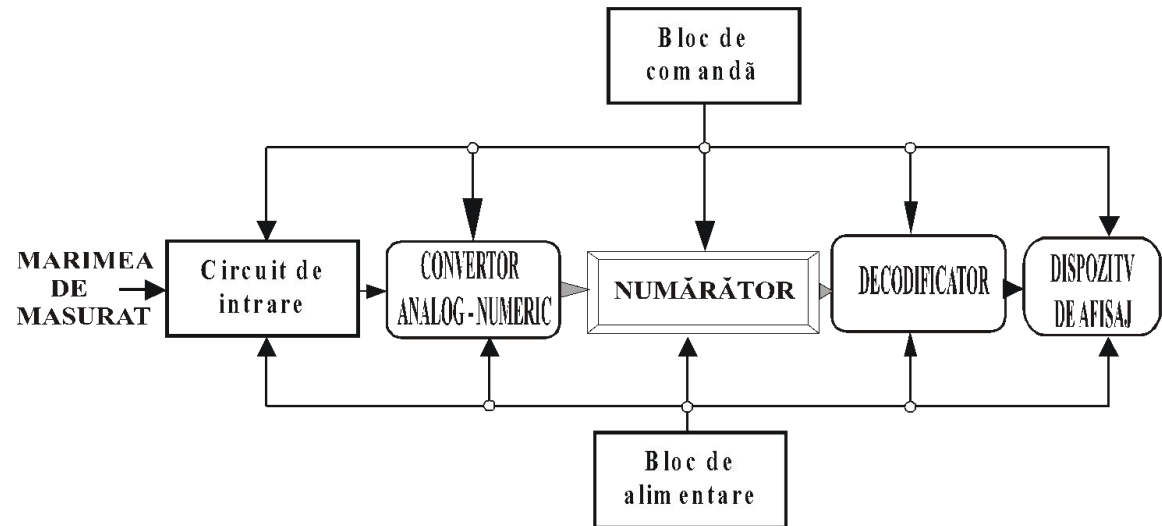 Bloc de
comandã
MARIMEA
DE
MASURAT
Circuit de
intrare
CONVERTOR
ANALOG - NUMERIC
NUMĂRĂTOR
DECODIFICATOR
DISPOZITV
DE AFISAJ
Bloc de
alimentare